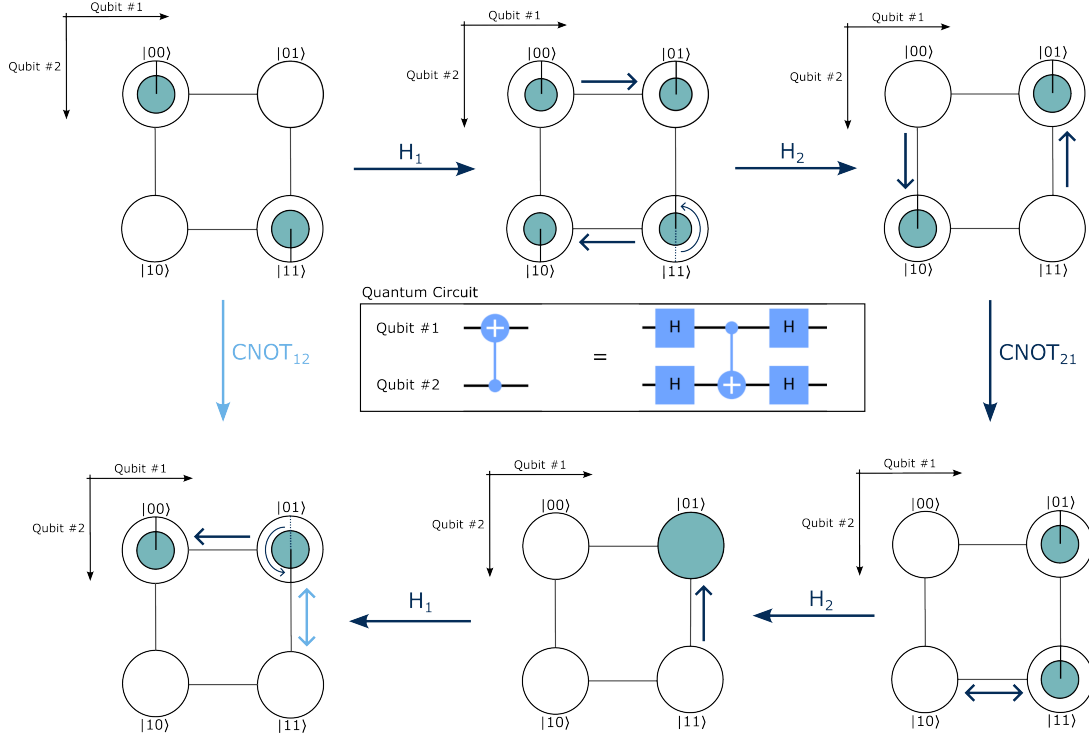 Qubit #1
Qubit #2
|00⟩ |01⟩
|10⟩ |11⟩
H1
Qubit #1
Qubit #2
|00⟩ |01⟩
|10⟩ |11⟩
H2
Qubit #1
Qubit #2
|00⟩ |01⟩
|10⟩ |11⟩
CNOT12
Quantum Circuit
Qubit #1
Qubit #2
=
H H
H H
CNOT21
Qubit #1
Qubit #2
|00⟩ |01⟩
|10⟩ |11⟩
H1
Qubit #1
Qubit #2
|00⟩ |01⟩
|10⟩ |11⟩
H2
Qubit #1
Qubit #2
|00⟩ |01⟩
|10⟩ |11⟩